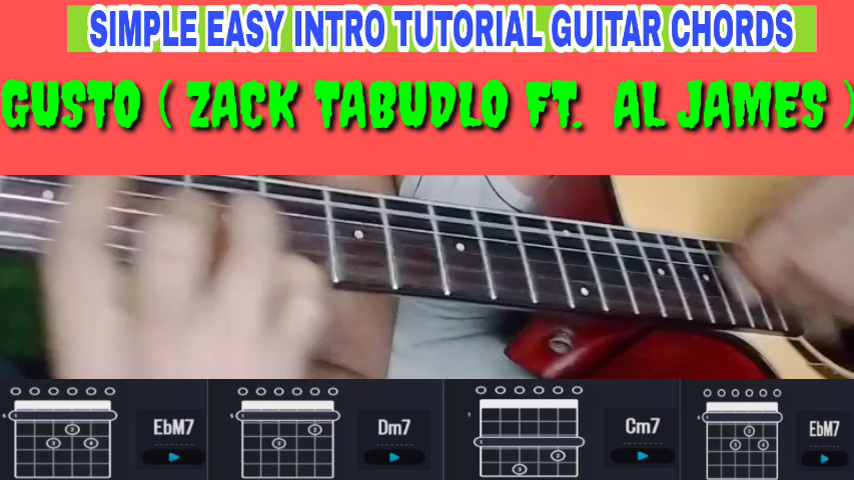 SIMPLE EASY INTRO TUTORIAL GUITAR CHORDS
GUSTO ( ZACK TABUDLO FT. AL JAMES )
EbM7
Dm7
Cm7
EbM7